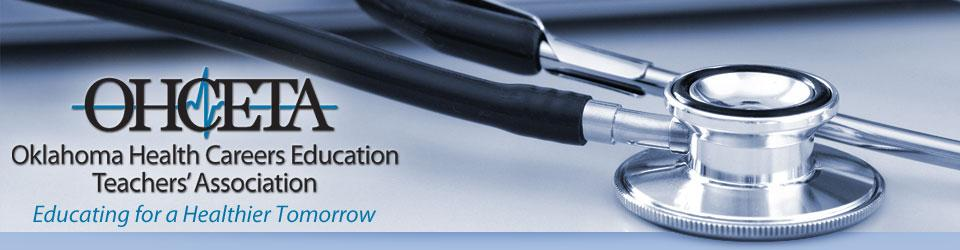 OHCETA
Oklahoma Health Careers Education
Teachers' Association
Educating for a Healthier Tomorrow